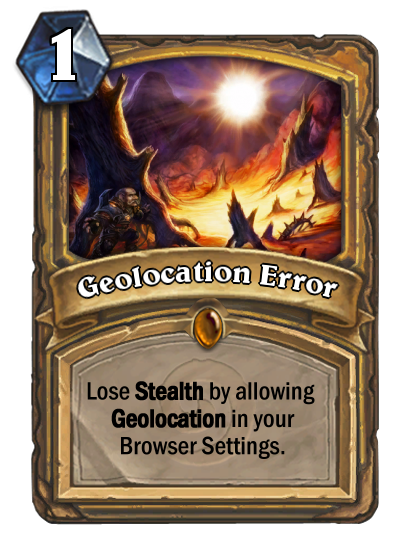 1
Geolocation Error
Lose Stealth by allowing
Geolocation in your
Browser Settings.